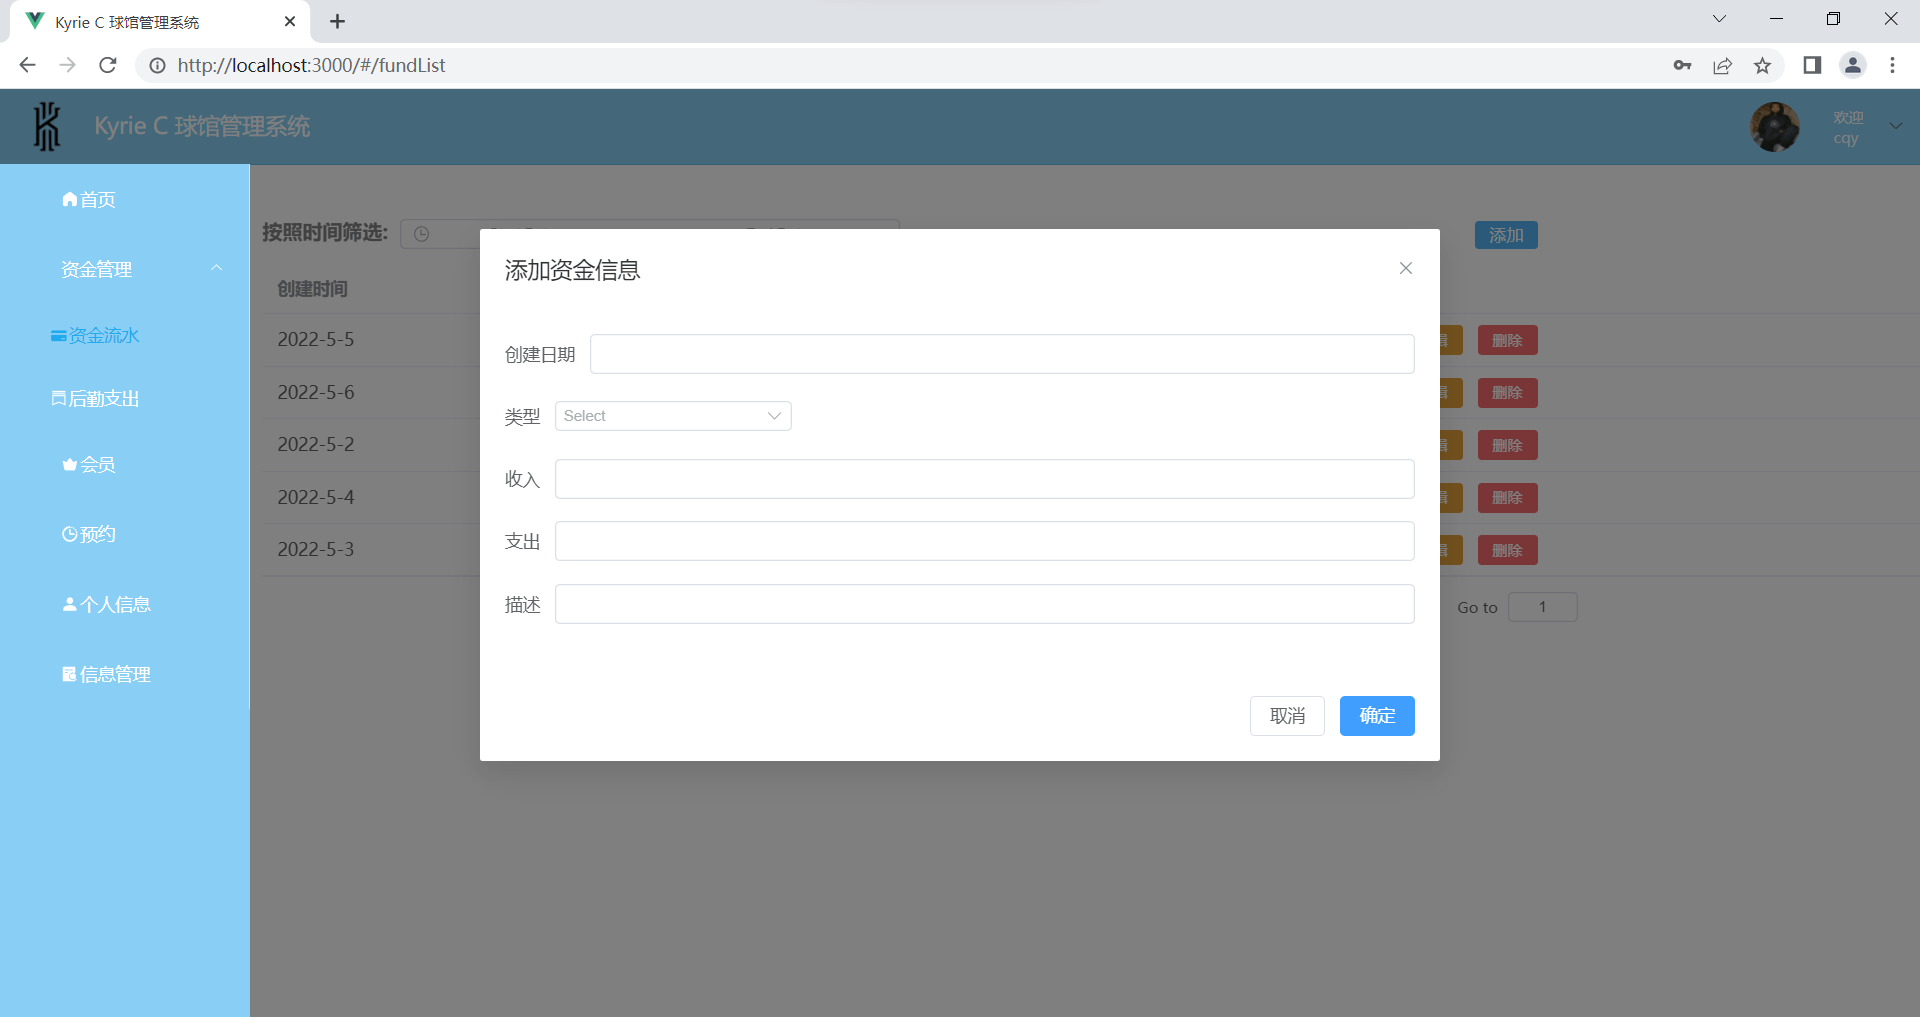 Kyrie C 球馆管理系统
http://localhost:3000/#/fundList
Kyrie C 球馆管理系统
欢迎
cqy
首页
资金管理
资金流水
后勤支出
会员
预约
个人信息
信息管理
按照时间筛选:
添加
创建时间
2022-5-5
删除
2022-5-6
删除
2022-5-2
删除
2022-5-4
删除
2022-5-3
删除
Go to 1
添加资金信息
创建日期
类型 Select
收入
支出
描述
取消 确定